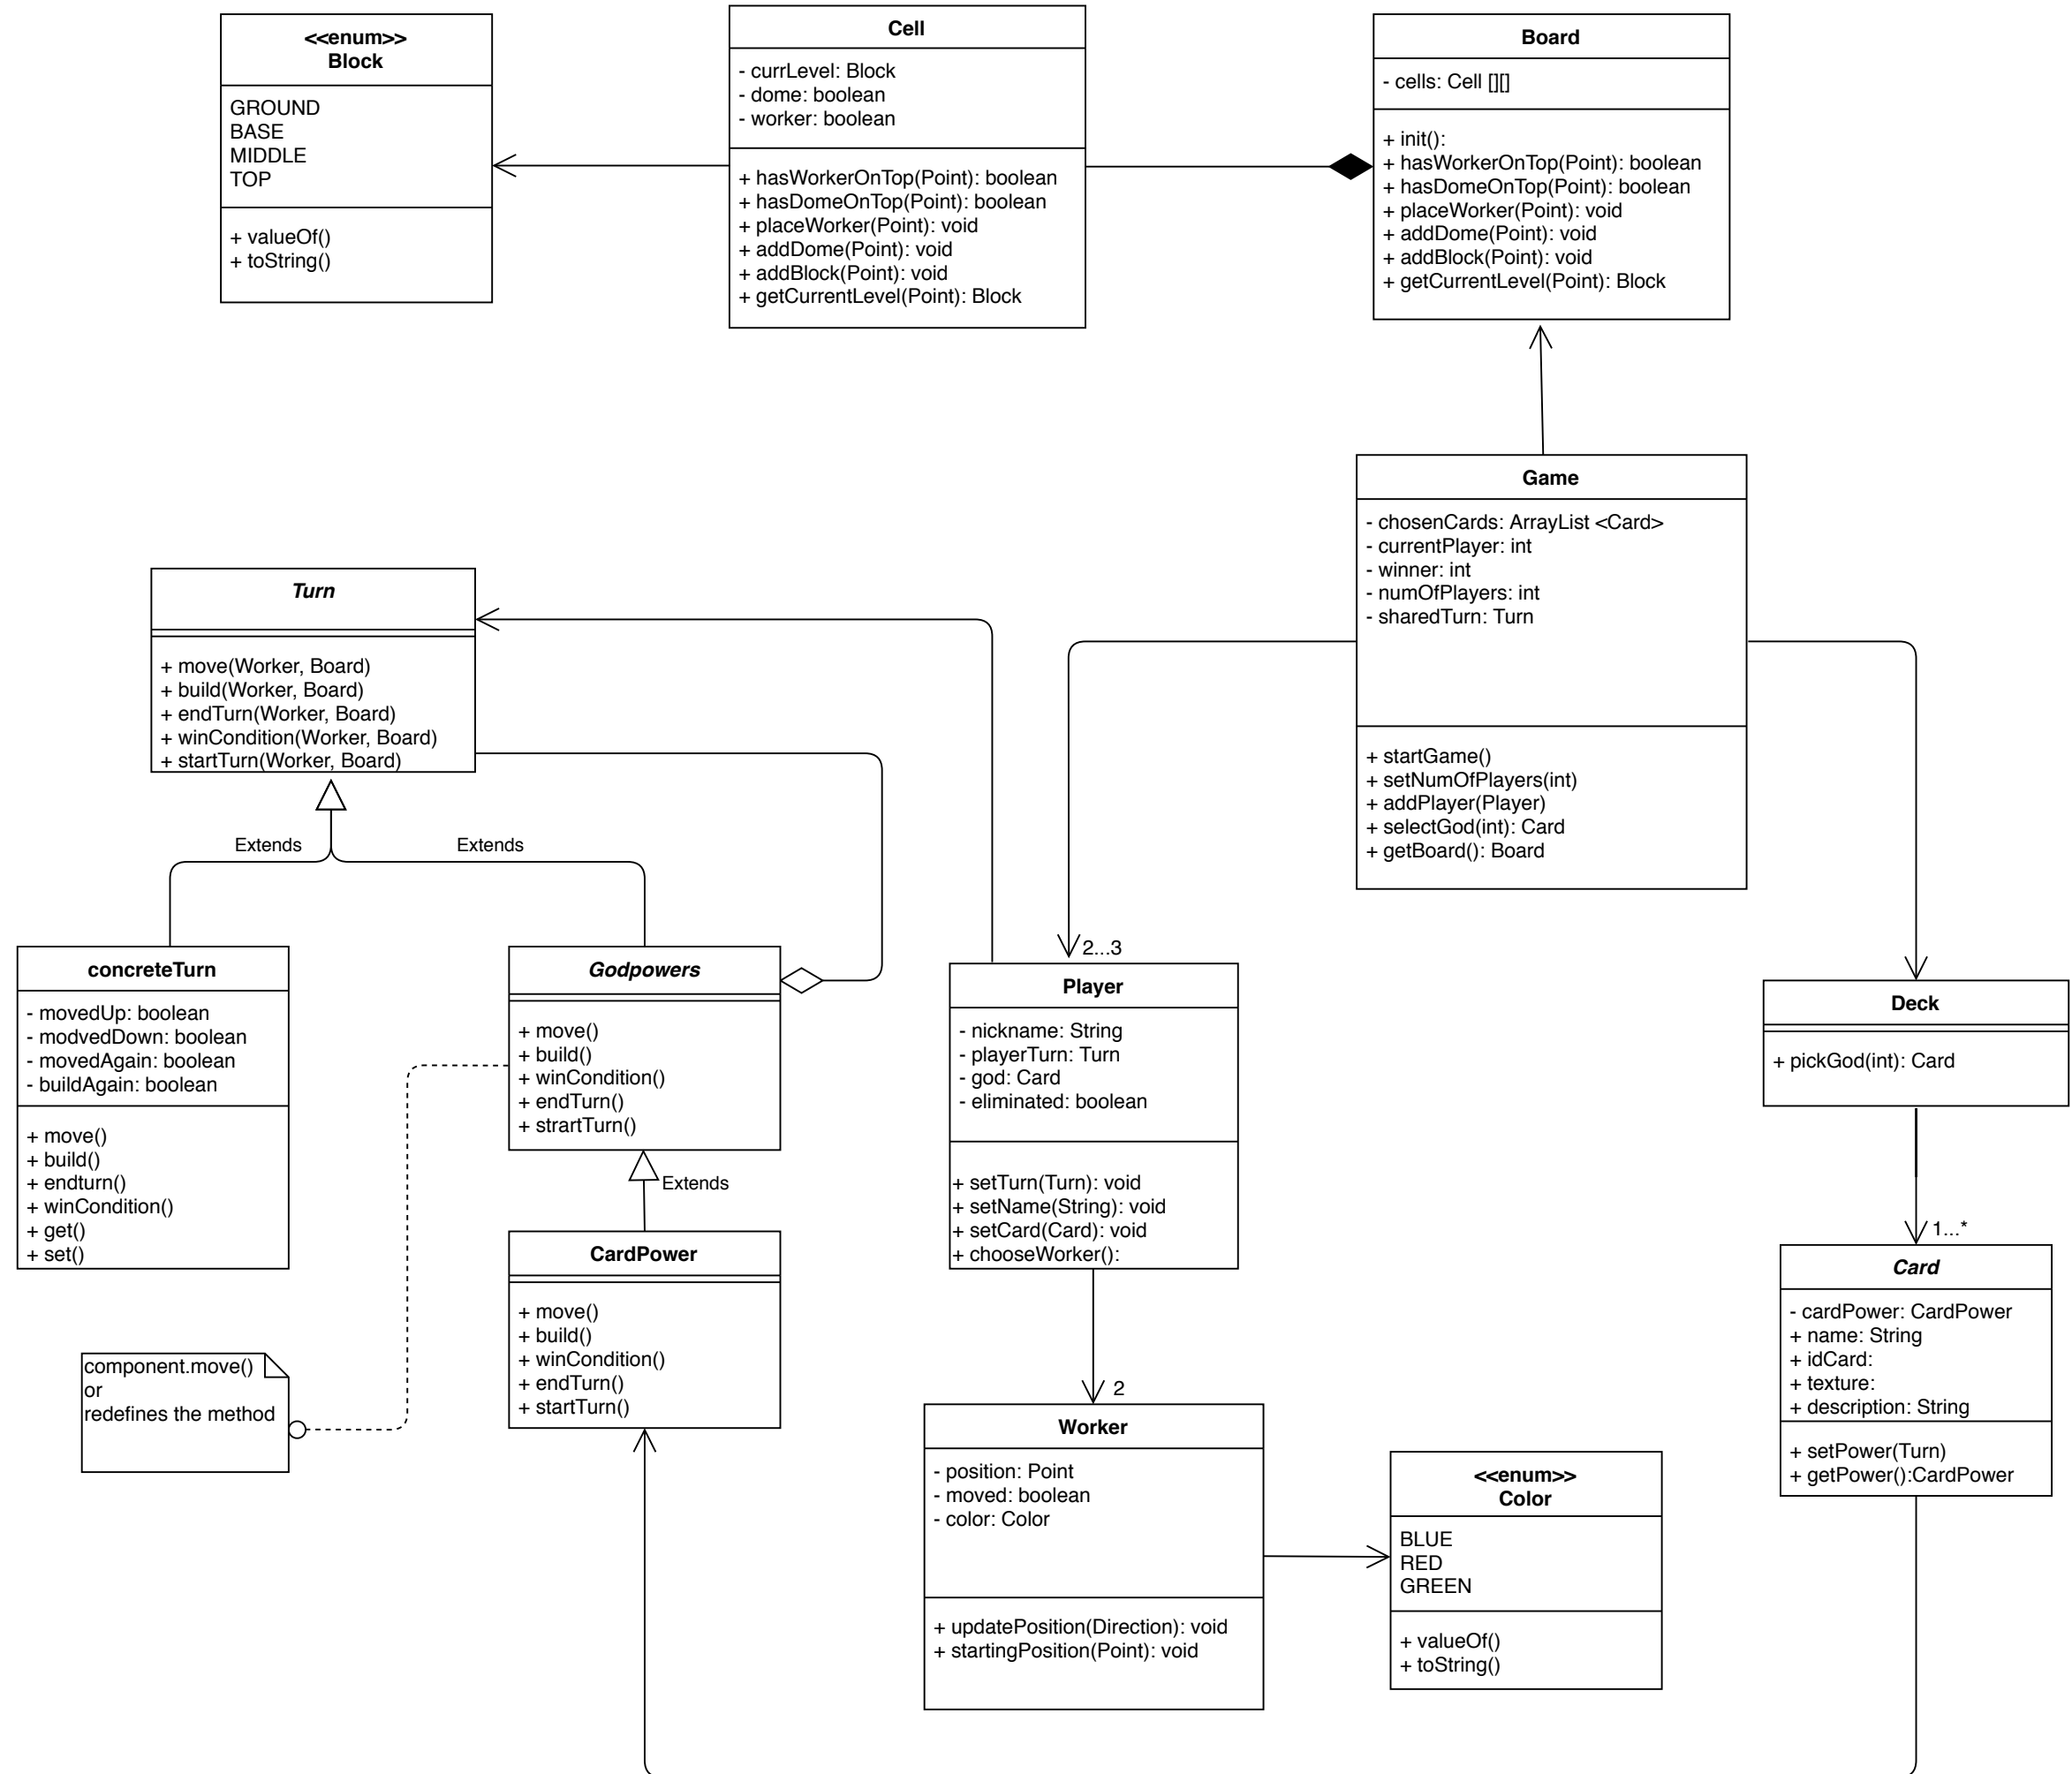 <<enum>>
Block
GROUND
BASE
MIDDLE
TOP
+ valueOf()
+ toString()
Cell
- currLevel: Block
- dome: boolean
- worker: boolean
+ hasWorkerOnTop(Point): boolean
+ hasDomeOnTop(Point): boolean
+ placeWorker(Point): void
+ addDome(Point): void
+ addBlock(Point): void
+ getCurrentLevel(Point): Block
Board
- cells: Cell [][]
+ init():
+ hasWorkerOnTop(Point): boolean
+ hasDomeOnTop(Point): boolean
+ placeWorker(Point): void
+ addDome(Point): void
+ addBlock(Point): void
+ getCurrentLevel(Point): Block
Game
- chosenCards: ArrayList <Card>
- currentPlayer: int
- winner: int
- numOfPlayers: int
- sharedTurn: Turn
+ startGame()
+ setNumOfPlayers(int)
+ addPlayer(Player)
+ selectGod(int): Card
+ getBoard(): Board
Turn
+ move(Worker, Board)
+ build(Worker, Board)
+ endTurn(Worker, Board)
+ winCondition(Worker, Board)
+ startTurn(Worker, Board)
Extends
Extends
concreteTurn
- movedUp: boolean
- modvedDown: boolean
- movedAgain: boolean
- buildAgain: boolean
+ move()
+ build()
+ endturn()
+ winCondition()
+ get()
+ set()
Godpowers
+ move()
+ build()
+ winCondition()
+ endTurn()
+ strartTurn()
Extends
CardPower
+ move()
+ build()
+ winCondition()
+ endTurn()
+ startTurn()
component.move()
or
redefines the method
2...3
Player
- nickname: String
- playerTurn: Turn
- god: Card
- eliminated: boolean
+ setTurn(Turn): void
+ setName(String): void
+ setCard(Card): void
+ chooseWorker():
2
Worker
- position: Point
- moved: boolean
- color: Color
+ updatePosition(Direction): void
+ startingPosition(Point): void
<<enum>>
Color
BLUE
RED
GREEN
+ valueOf()
+ toString()
Deck
+ pickGod(int): Card
1...*
Card
- cardPower: CardPower
+ name: String
+ idCard:
+ texture:
+ description: String
+ setPower(Turn)
+ getPower():CardPower